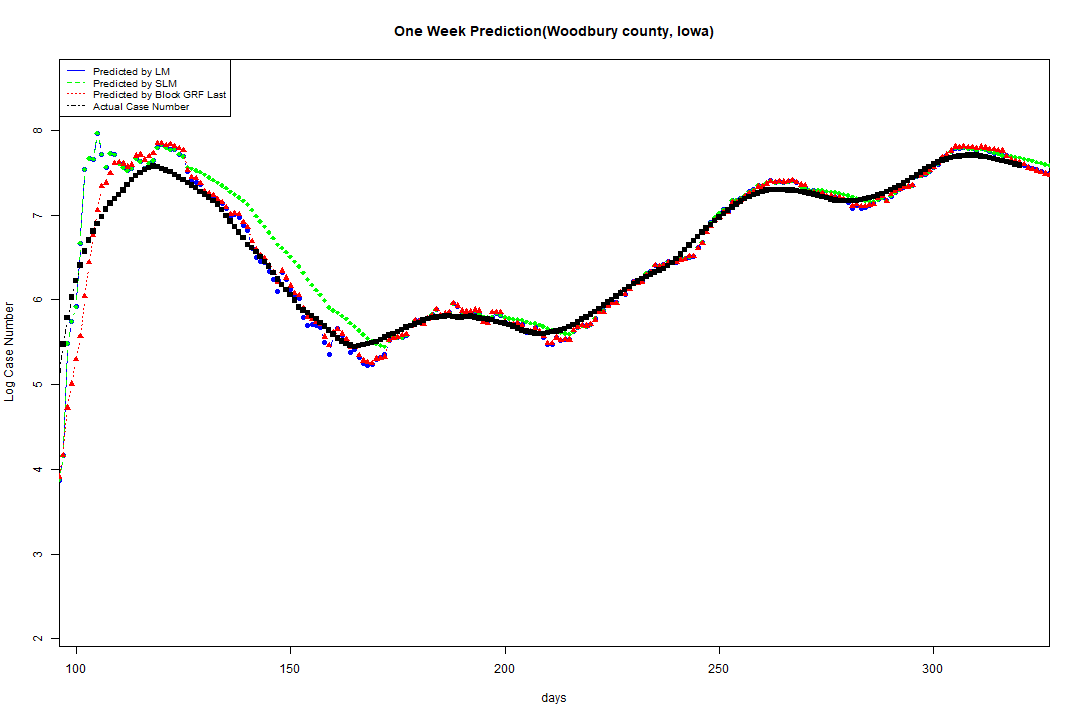 One Week Prediction(Woodbury county, Iowa)
Predicted by LM
Predicted by SLM
Predicted by Block GRF Last
Actual Case Number
8
7
6
5
4
3
2
Log Case Number
100 150 200 250 300
days